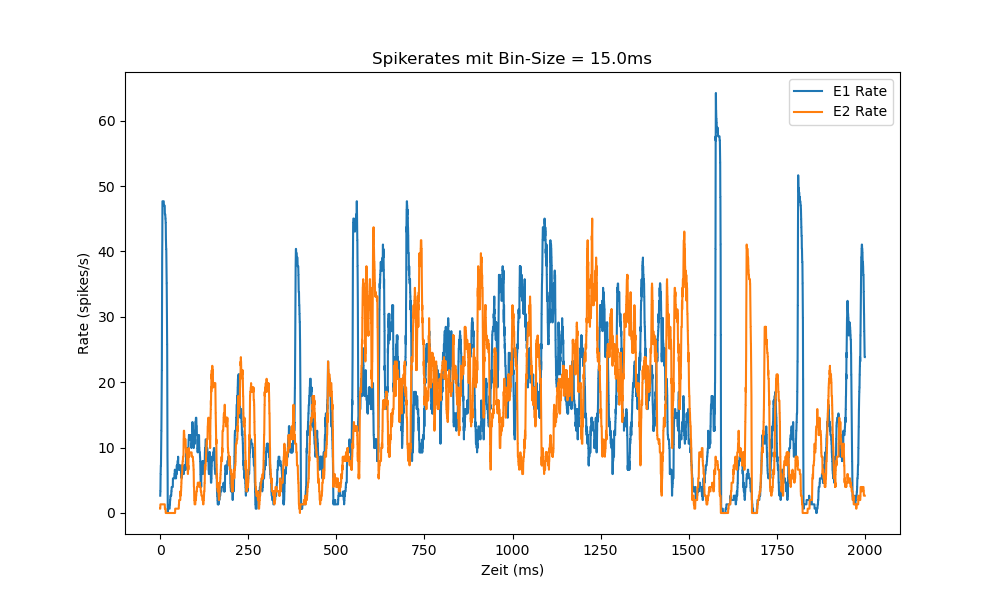 Spikerates mit Bin-Size = 15.0ms
E1 Rate
E2 Rate
60
50
40
30
20
10
0
Rate (spikes/s)
0 250 500 750 1000 1250 1500 1750 2000
Zeit (ms)